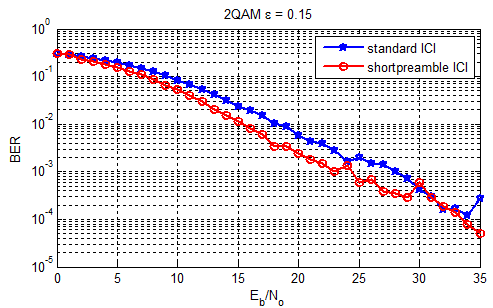 2QAM ε = 0.15
10^0
10^-1
10^-2
10^-3
10^-4
10^-5
BER
standard ICI
shortpreamble ICI
0 5 10 15 20 25 30 35
E_b/N_o